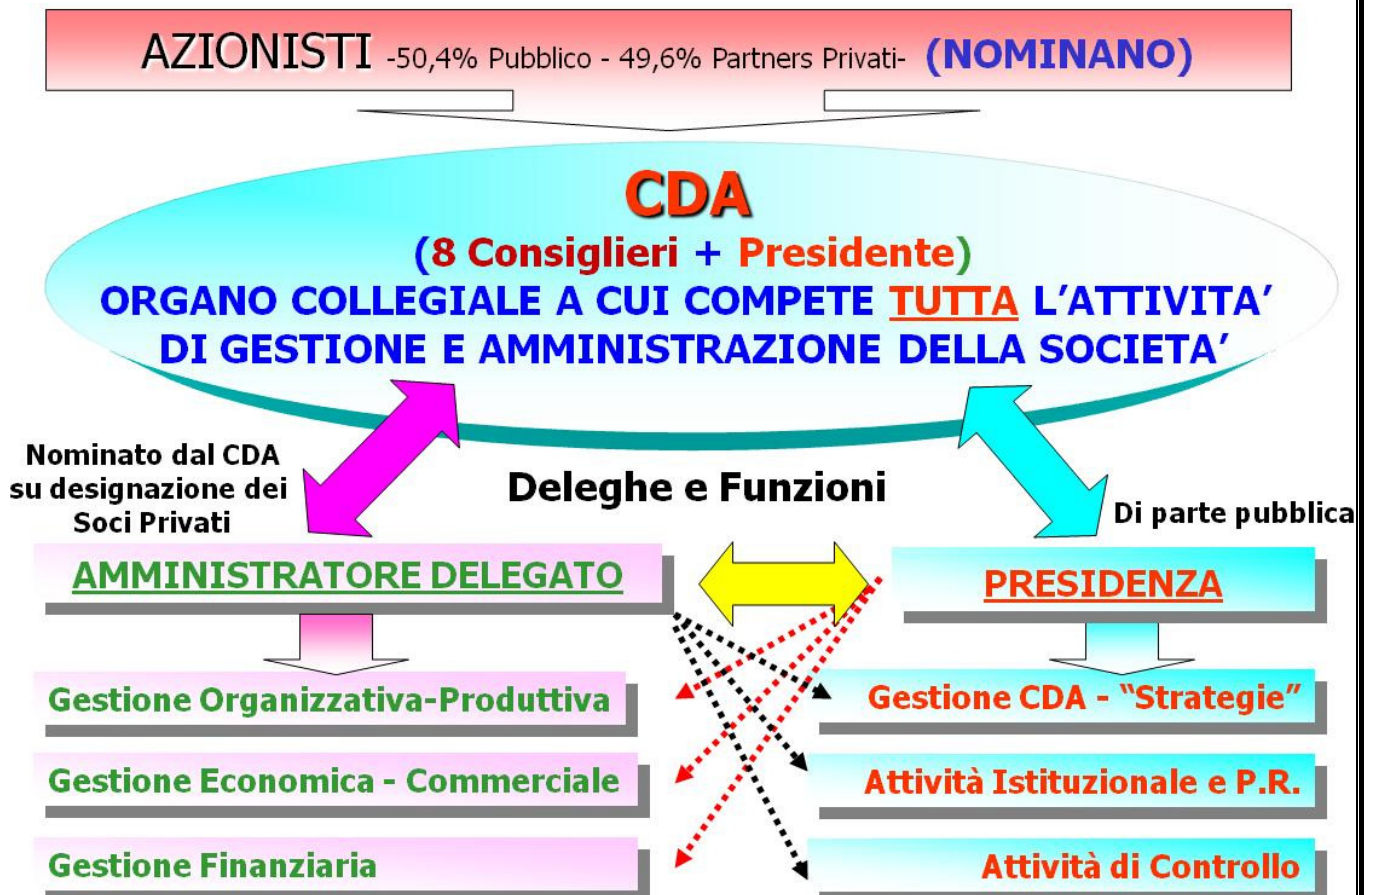 AZIONISTI -50,4% Pubblico - 49,6% Partners Privati- (NOMINANO)
CDA
(8 Consiglieri + Presidente)
ORGANO COLLEGIALE A CUI COMPETE TUTTA L'ATTIVITA'
DI GESTIONE E AMMINISTRAZIONE DELLA SOCIETA'
Nominato dal CDA
su designazione dei
Soci Privati
Deleghe e Funzioni
Di parte pubblica
AMMINISTRATORE DELEGATO
PRESIDENZA
Gestione Organizzativa-Produttiva
Gestione CDA - “Strategie”
Gestione Economica - Commerciale
Attività Istituzionale e P.R.
Gestione Finanziaria
Attività di Controllo